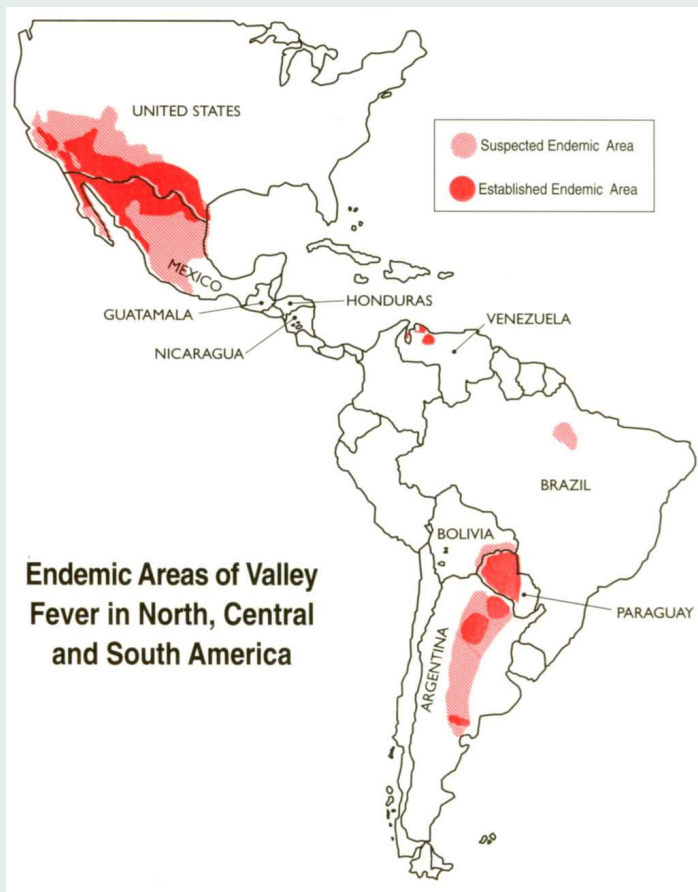 UNITED STATES
Suspected Endemic Area
Established Endemic Area
MEXICO
GUATAMALA
HONDURAS
NICARAGUA
VENEZUELA
BRAZIL
BOLIVIA
PARAGUAY
ARGENTINA
Endemic Areas of Valley
Fever in North, Central
and South America